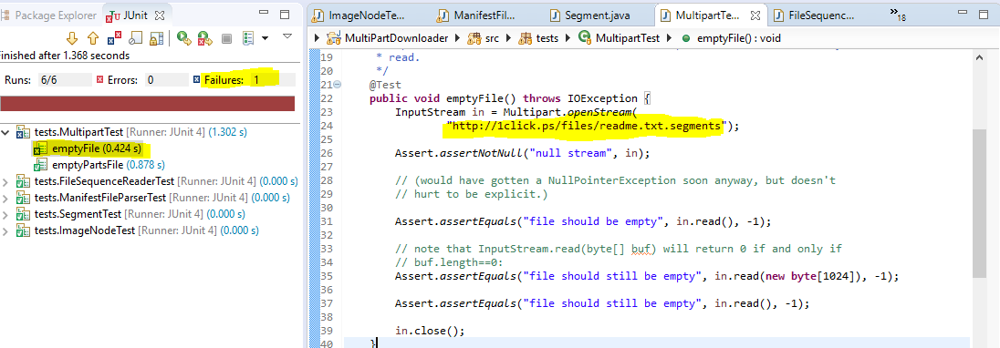 Package Explorer JUnit
Finished after 1.368 seconds
Runs: 6/6 Errors: 0 Failures: 1
tests.MultipartTest [Runner: JUnit 4] (1.302 s)
emptyFile (0.424 s)
emptyPartsFile (0.878 s)
tests.FileSequenceReaderTest [Runner: JUnit 4] (0.000 s)
tests.ManifestFileParserTest [Runner: JUnit 4] (0.000 s)
tests.SegmentTest [Runner: JUnit 4] (0.000 s)
tests.ImageNodeTest [Runner: JUnit 4] (0.000 s)
ImageNodeTe... ManifestFil... Segment.java MultipartTe... FileSequenc... »18
MultiPartDownloader src tests MultipartTest emptyFile() : void
19 * read.
20 */
21 @Test
22 public void emptyFile() throws IOException {
23 InputStream in = Multipart.openStream(
24 "http://1click.ps/files/readme.txt.segments");
25
26 Assert.assertNotNull("null stream", in);
27
28 // (would have gotten a NullPointerException soon anyway, but doesn't
29 // hurt to be explicit.)
30
31 Assert.assertEquals("file should be empty", in.read(), -1);
32
33 // note that InputStream.read(byte[] buf) will return 0 if and only if
34 // buf.length==0:
35 Assert.assertEquals("file should still be empty", in.read(new byte[1024]), -1);
36
37 Assert.assertEquals("file should still be empty", in.read(), -1);
38
39 in.close();
40 }